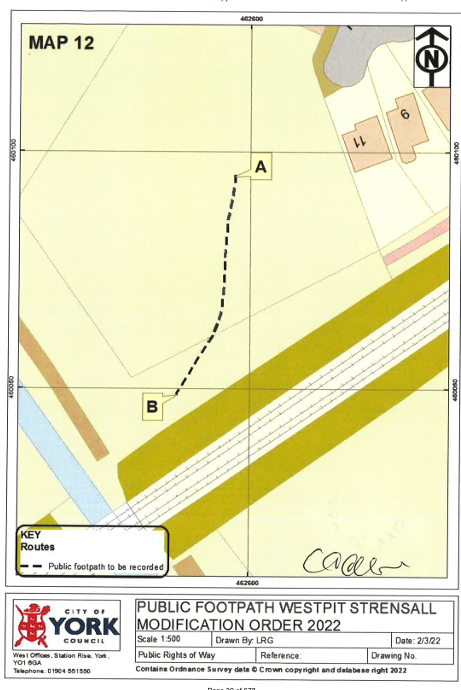 462600
MAP 12
N
9
11
460100
460100
A
460050
460050
B
KEY
Routes
Public footpath to be recorded
462600
CITY OF
YORK
COUNCIL
West Offices, Station Rise, York,
YO1 6GA
Telephone: 01904 551550
PUBLIC FOOTPATH WESTPIT STRENSALL
MODIFICATION ORDER 2022
Scale 1:500 Drawn By: LRG Date: 2/3/22
Public Rights of Way Reference: Drawing No.
Contains Ordnance Survey data © Crown copyright and database right 2022